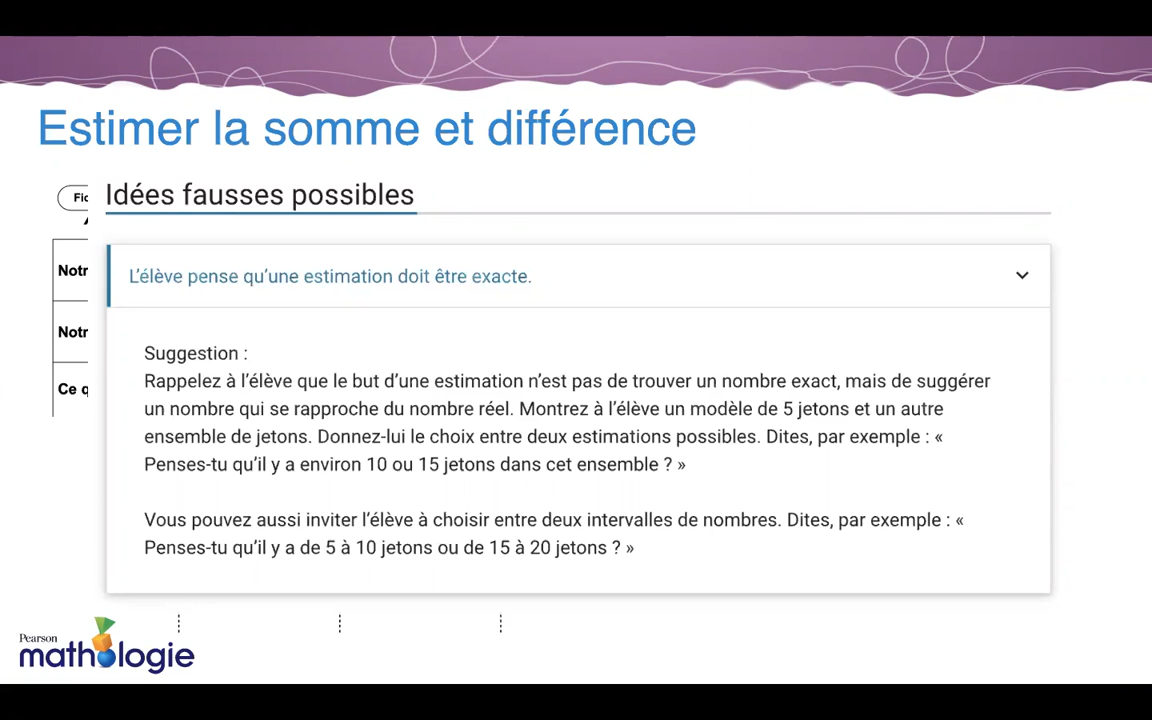 Estimer la somme et différence
Idées fausses possibles
Fic
Notr
Notr
Ce q
L'élève pense qu'une estimation doit être exacte.
Suggestion :
Rappelez à l'élève que le but d'une estimation n'est pas de trouver un nombre exact, mais de suggérer
un nombre qui se rapproche du nombre réel. Montrez à l'élève un modèle de 5 jetons et un autre
ensemble de jetons. Donnez-lui le choix entre deux estimations possibles. Dites, par exemple : «
Penses-tu qu'il y a environ 10 ou 15 jetons dans cet ensemble ? »
Vous pouvez aussi inviter l'élève à choisir entre deux intervalles de nombres. Dites, par exemple : «
Penses-tu qu'il y a de 5 à 10 jetons ou de 15 à 20 jetons ? »
Pearson
mathologie